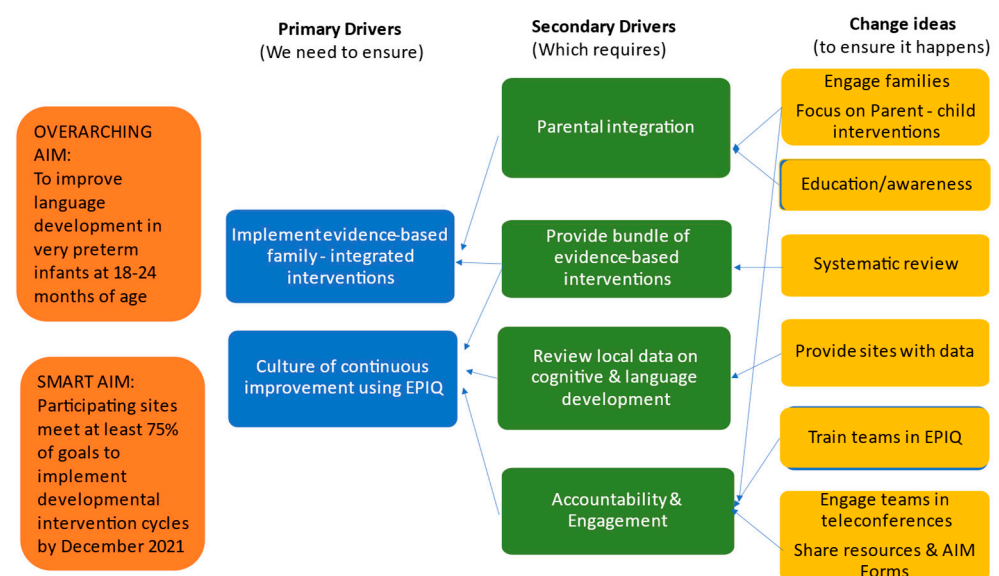 Primary Drivers
(We need to ensure)
Secondary Drivers
(Which requires)
Change ideas
(to ensure it happens)
OVERARCHING
AIM:
To improve
language
development in
very preterm
infants at 18-24
months of age
SMART AIM:
Participating sites
meet at least 75%
of goals to
implement
developmental
intervention cycles
by December 2021
Implement evidence-based
family - integrated
interventions
Culture of continuous
improvement using EPIQ
Parental integration
Provide bundle of
evidence-based
interventions
Review local data on
cognitive & language
development
Accountability &
Engagement
Engage families
Focus on Parent - child
interventions
Education/awareness
Systematic review
Provide sites with data
Train teams in EPIQ
Engage teams in
teleconferences
Share resources & AIM
Forms